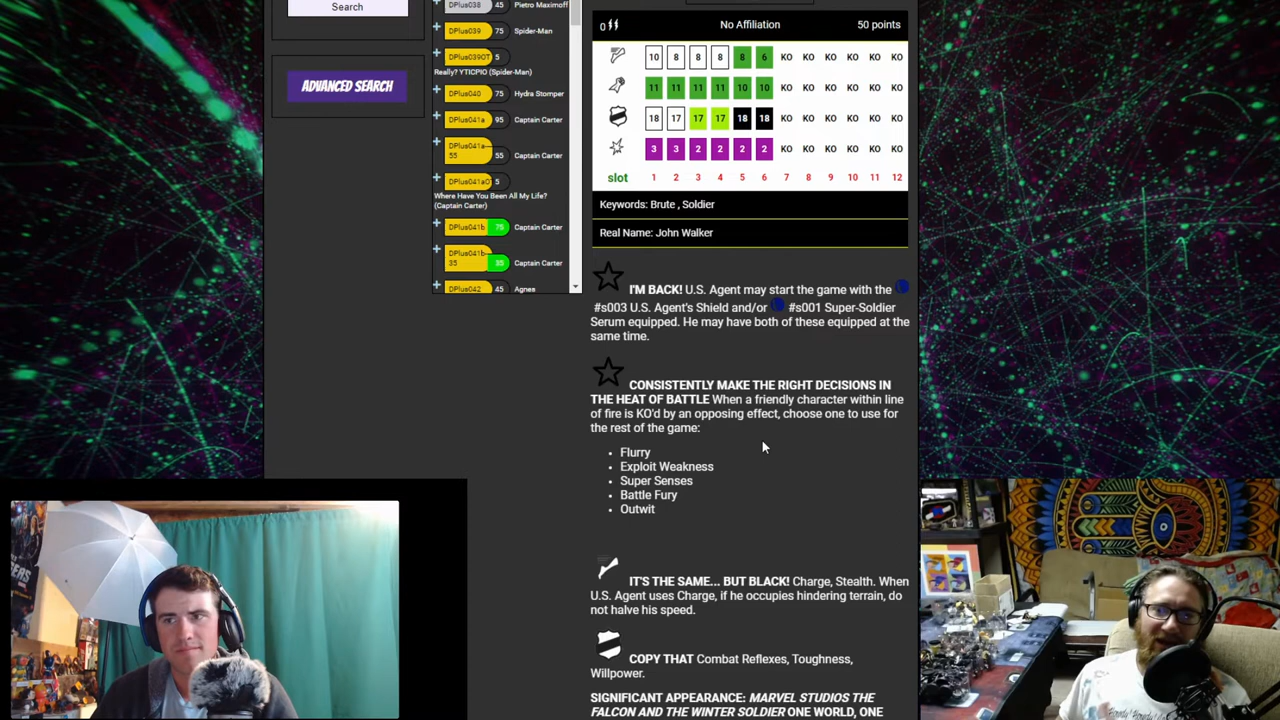 Search
ADVANCED SEARCH
DPlus038 45 Pietro Maximoff
DPlus039 75 Spider-Man
DPlus039OT 5
Really? YTICPIO (Spider-Man)
DPlus040 75 Hydra Stomper
DPlus041a 95 Captain Carter
DPlus041a-
55 55 Captain Carter
DPlus041aOT 5
Where Have You Been All My Life?
(Captain Carter)
DPlus041b 75 Captain Carter
DPlus041b-
35 35 Captain Carter
DPlus042 45 Agnes
0 No Affiliation 50 points
10 8 8 8 8 6 KO KO KO KO KO KO
11 11 11 11 10 10 KO KO KO KO KO KO
18 17 17 17 18 18 KO KO KO KO KO KO
3 3 2 2 2 2 KO KO KO KO KO KO
slot 1 2 3 4 5 6 7 8 9 10 11 12
Keywords: Brute , Soldier
Real Name: John Walker
I'M BACK! U.S. Agent may start the game with the
#s003 U.S. Agent's Shield and/or #s001 Super-Soldier
Serum equipped. He may have both of these equipped at the
same time.
CONSISTENTLY MAKE THE RIGHT DECISIONS IN
THE HEAT OF BATTLE When a friendly character within line
of fire is KO'd by an opposing effect, choose one to use for
the rest of the game:
• Flurry
• Exploit Weakness
• Super Senses
• Battle Fury
• Outwit
IT'S THE SAME... BUT BLACK! Charge, Stealth. When
U.S. Agent uses Charge, if he occupies hindering terrain, do
not halve his speed.
COPY THAT Combat Reflexes, Toughness,
Willpower.
SIGNIFICANT APPEARANCE: MARVEL STUDIOS THE
FALCON AND THE WINTER SOLDIER ONE WORLD, ONE